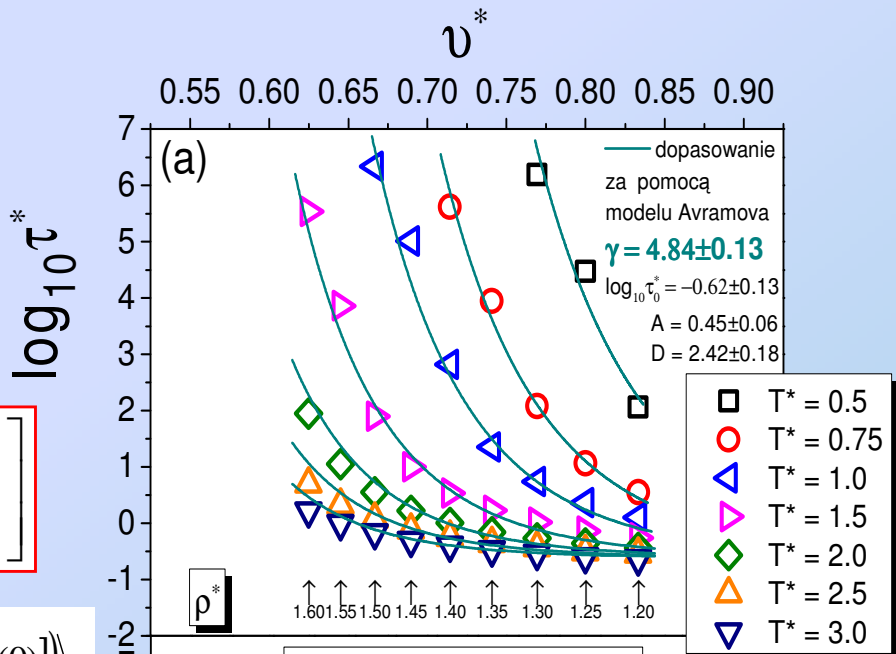 υ*
0.55 0.60 0.65 0.70 0.75 0.80 0.85 0.90
7
6
5
4
3
2
1
0
-1
-2
log₁₀τ*
(a)
dopasowanie
za pomocą
modelu Avramova
γ = 4.84±0.13
log₁₀τ₀* = −0.62±0.13
A = 0.45±0.06
D = 2.42±0.18
T* = 0.5
T* = 0.75
T* = 1.0
T* = 1.5
T* = 2.0
T* = 2.5
T* = 3.0
ρ*
1.60 1.55 1.50 1.45 1.40 1.35 1.30 1.25 1.20